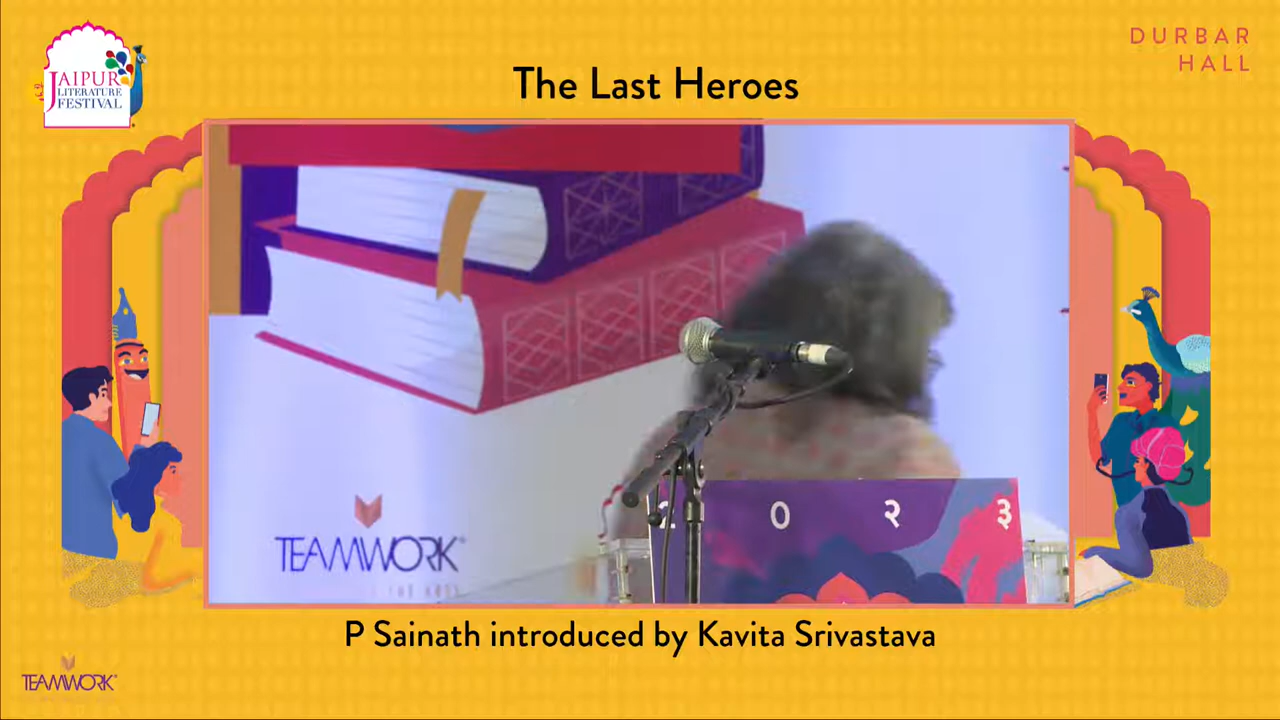 DURBAR
HALL
JAIPUR
LITERATURE
FESTIVAL
The Last Heroes
TEAMWORK
२ ० २ ३
P Sainath introduced by Kavita Srivastava
TEAMWORK